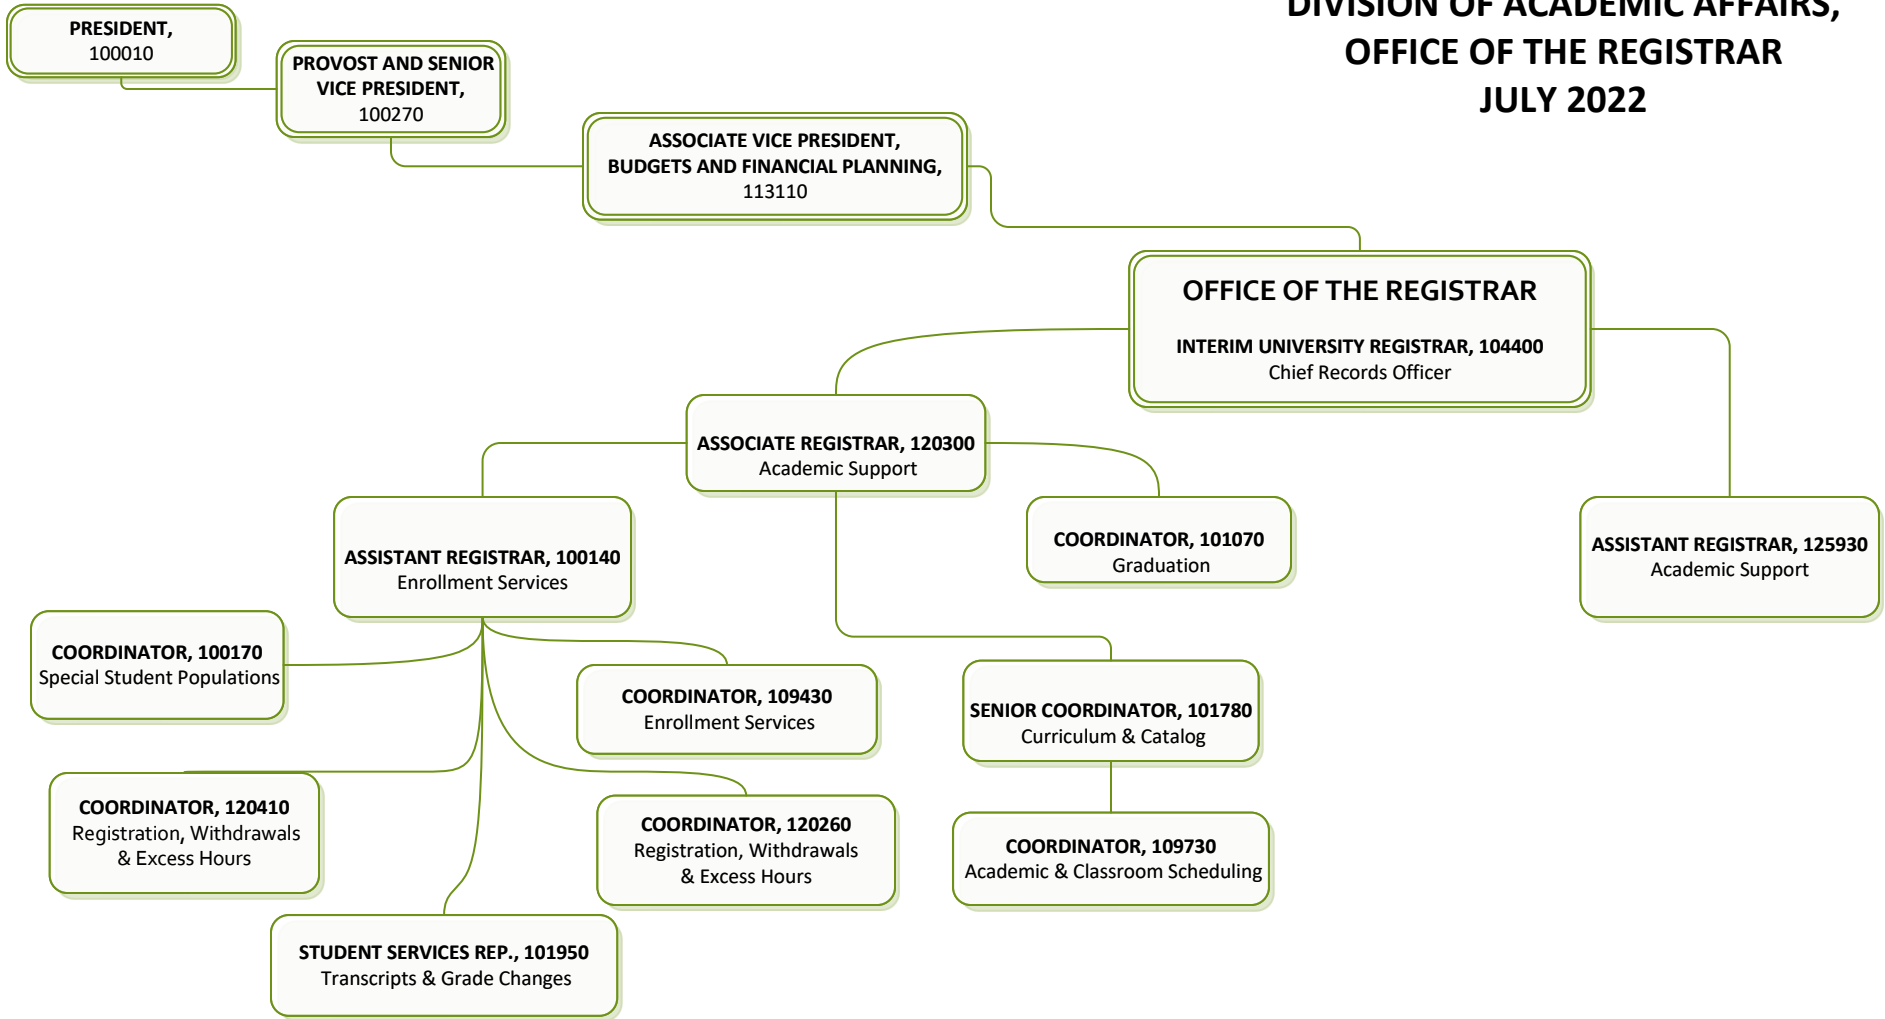 DIVISION OF ACADEMIC AFFAIRS,
OFFICE OF THE REGISTRAR
JULY 2022
PRESIDENT,
100010
PROVOST AND SENIOR
VICE PRESIDENT,
100270
ASSOCIATE VICE PRESIDENT,
BUDGETS AND FINANCIAL PLANNING,
113110
OFFICE OF THE REGISTRAR
INTERIM UNIVERSITY REGISTRAR, 104400
Chief Records Officer
ASSOCIATE REGISTRAR, 120300
Academic Support
ASSISTANT REGISTRAR, 100140
Enrollment Services
COORDINATOR, 101070
Graduation
ASSISTANT REGISTRAR, 125930
Academic Support
COORDINATOR, 100170
Special Student Populations
COORDINATOR, 109430
Enrollment Services
SENIOR COORDINATOR, 101780
Curriculum & Catalog
COORDINATOR, 120410
Registration, Withdrawals
& Excess Hours
COORDINATOR, 120260
Registration, Withdrawals
& Excess Hours
COORDINATOR, 109730
Academic & Classroom Scheduling
STUDENT SERVICES REP., 101950
Transcripts & Grade Changes